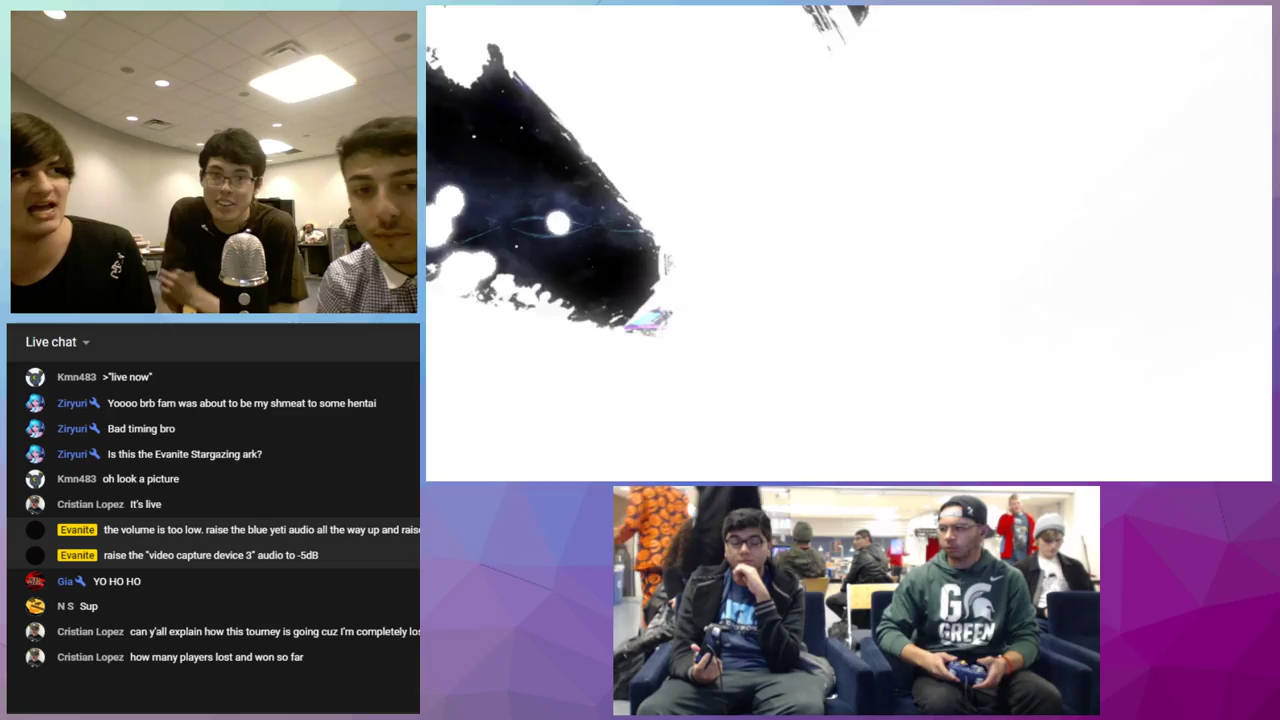 Live chat
Kmn483 >"live now"
Ziryuri Yoooo brb fam was about to be my shmeat to some hentai
Ziryuri Bad timing bro
Ziryuri Is this the Evanite Stargazing ark?
Kmn483 oh look a picture
Cristian Lopez It's live
Evanite the volume is too low. raise the blue yeti audio all the way up and raise
Evanite raise the "video capture device 3" audio to -5dB
Gia YO HO HO
N S Sup
Cristian Lopez can y'all explain how this tourney is going cuz I'm completely los
Cristian Lopez how many players lost and won so far
GO
GREEN